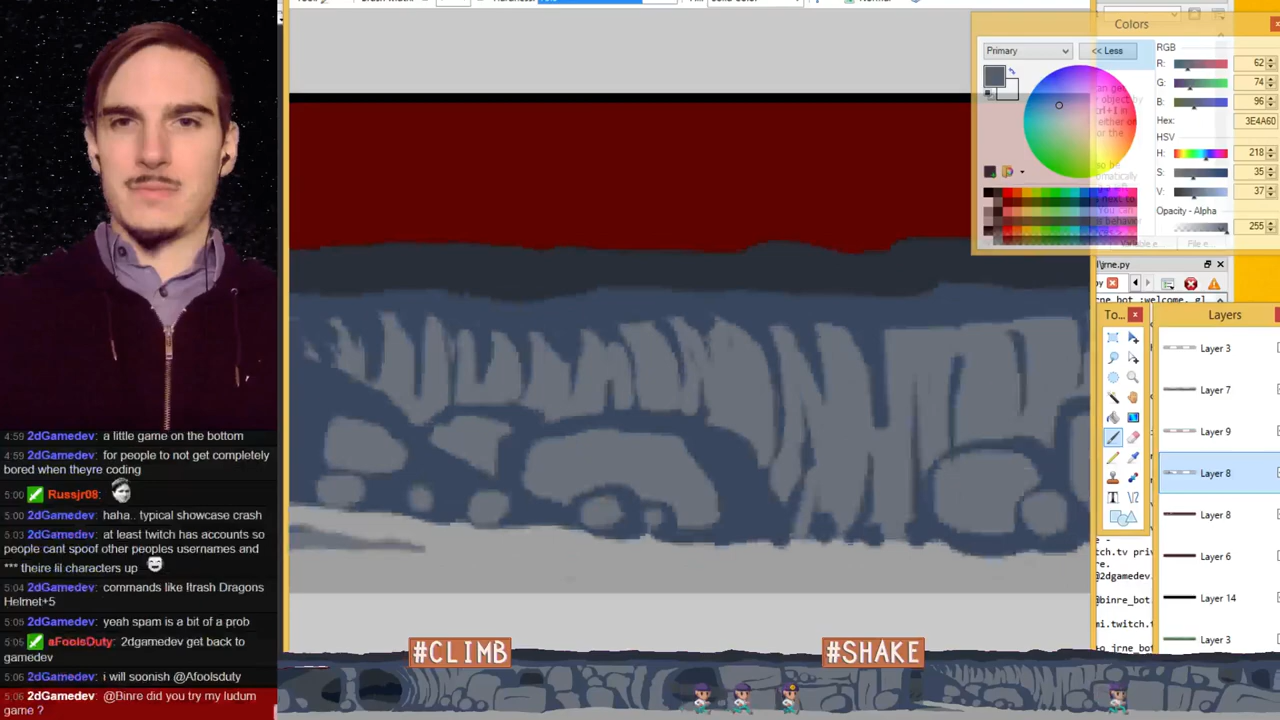 Colors
Primary
<< Less
RGB
R:
62
G:
74
B:
96
Hex:
3E4A60
HSV
H:
218
S:
35
V:
37
Opacity - Alpha
255
Solid Color
Normal
To...
Layers
Layer 3
Layer 7
Layer 9
Layer 8
Layer 8
Layer 6
Layer 14
Layer 3
4:59 2dGamedev: a little game on the bottom
4:59 2dGamedev: for people to not get completely
bored when theyre coding
5:00 Russjr08:
5:00 2dGamedev: haha.. typical showcase crash
5:03 2dGamedev: at least twitch has accounts so
people cant spoof other peoples usernames and
*** theire lil characters up
5:04 2dGamedev: commands like !trash Dragons
Helmet+5
5:05 2dGamedev: yeah spam is a bit of a prob
5:05 aFoolsDuty: 2dgamedev get back to
gamedev
5:06 2dGamedev: i will soonish @Afoolsduty
5:06 2dGamedev: @Binre did you try my ludum
game ?
#CLIMB
#SHAKE